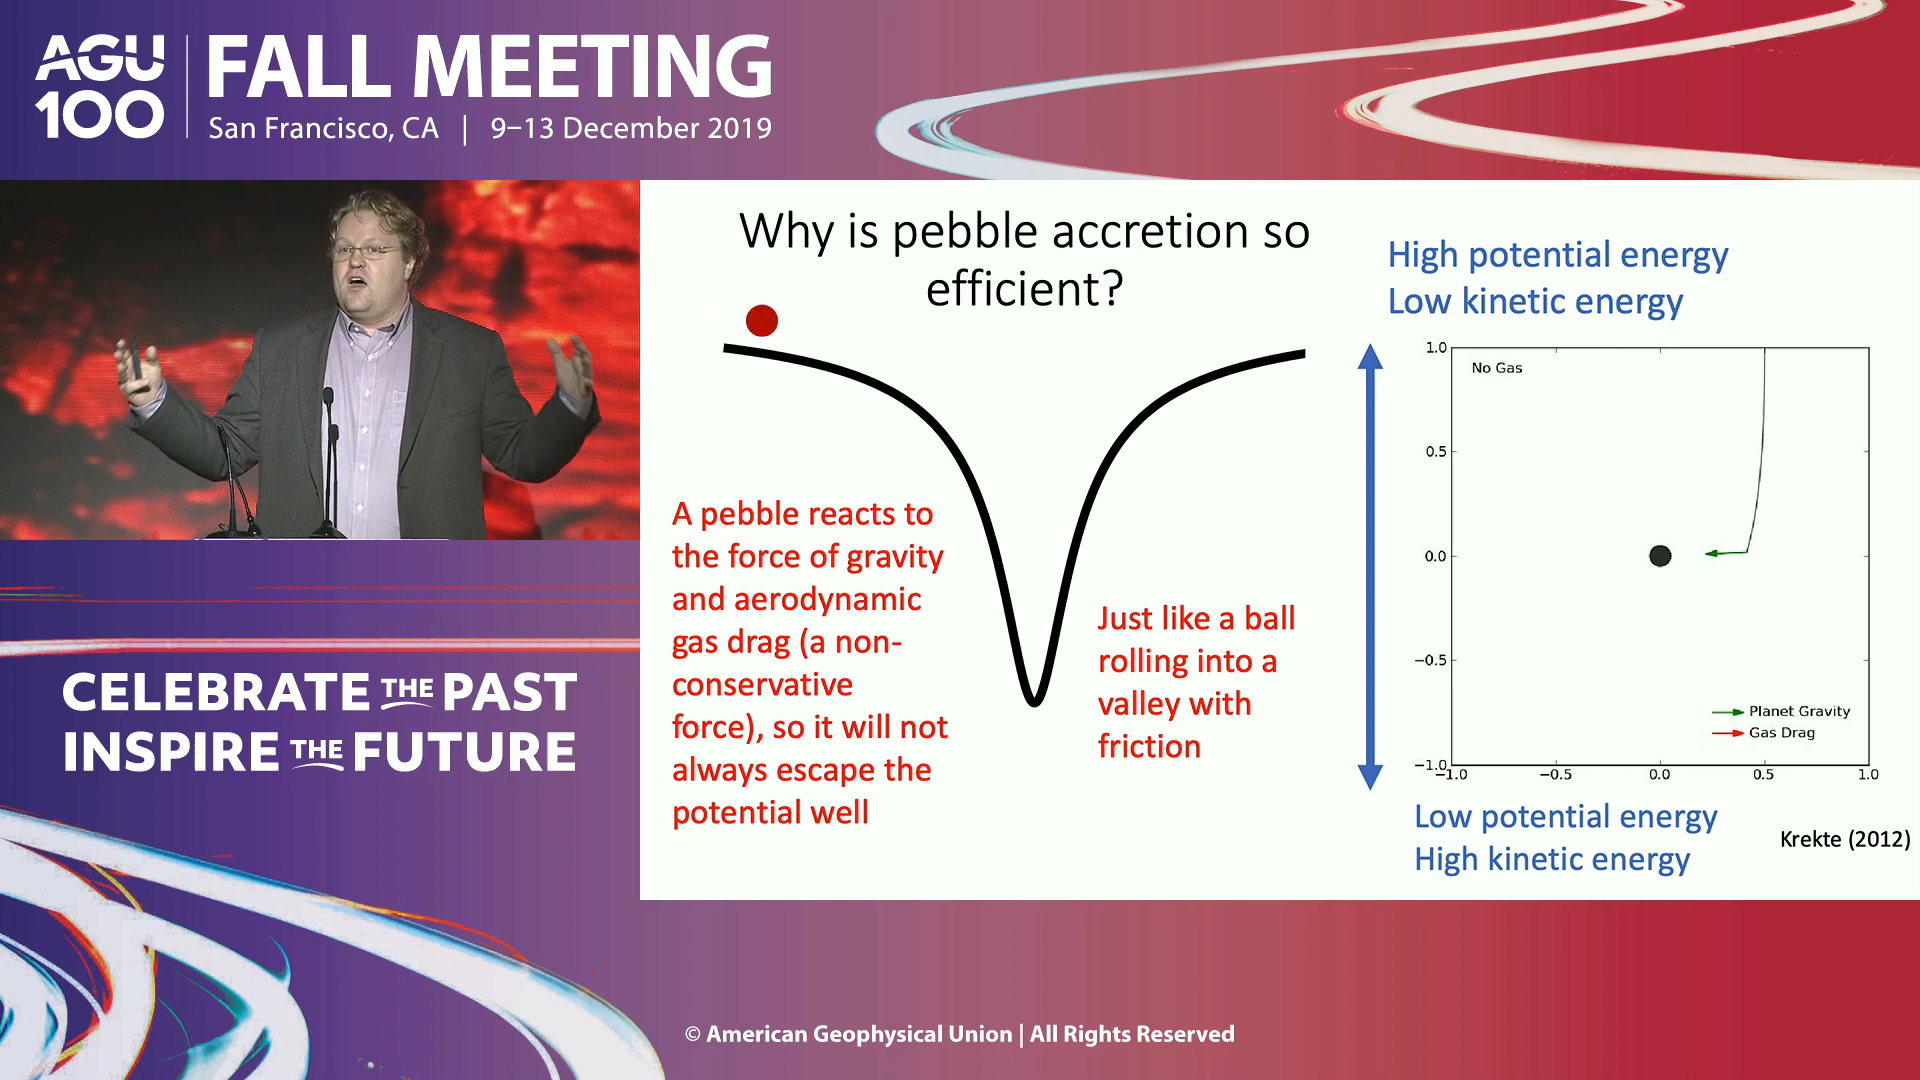 AGU
100
FALL MEETING
San Francisco, CA | 9–13 December 2019
Why is pebble accretion so
efficient?
High potential energy
Low kinetic energy
A pebble reacts to
the force of gravity
and aerodynamic
gas drag (a non-
conservative
force), so it will not
always escape the
potential well
Just like a ball
rolling into a
valley with
friction
No Gas
1.0
0.5
0.0
−0.5
−1.0
−1.0 −0.5 0.0 0.5 1.0
Planet Gravity
Gas Drag
Low potential energy
High kinetic energy
Krekte (2012)
CELEBRATE THE PAST
INSPIRE THE FUTURE
© American Geophysical Union | All Rights Reserved